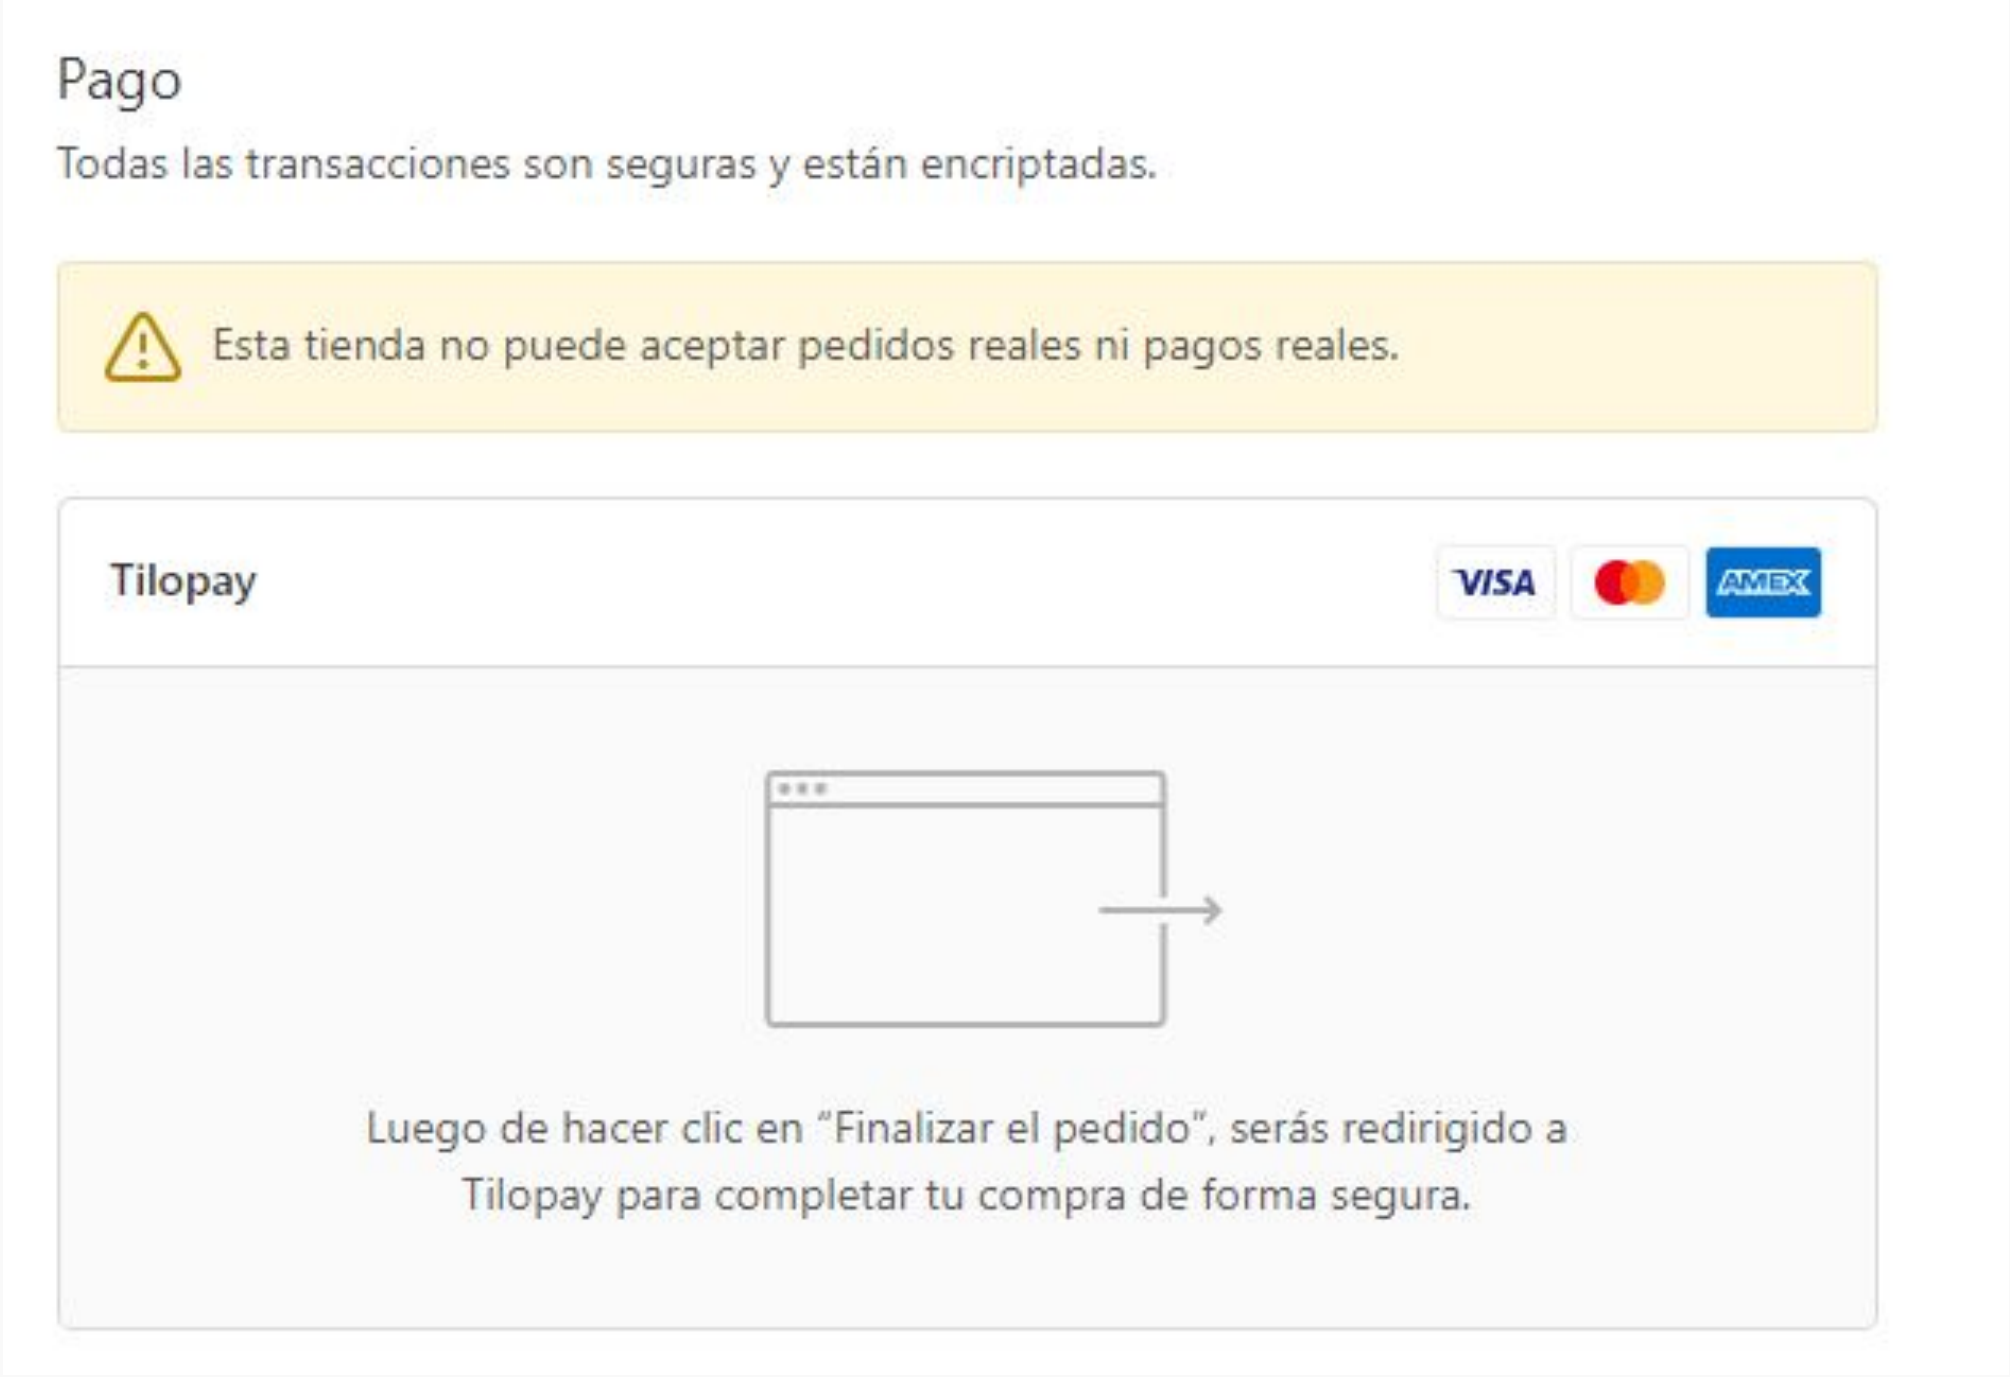 Pago
Todas las transacciones son seguras y están encriptadas.
Esta tienda no puede aceptar pedidos reales ni pagos reales.
Tilopay VISA AMEX
Luego de hacer clic en “Finalizar el pedido”, serás redirigido a
Tilopay para completar tu compra de forma segura.